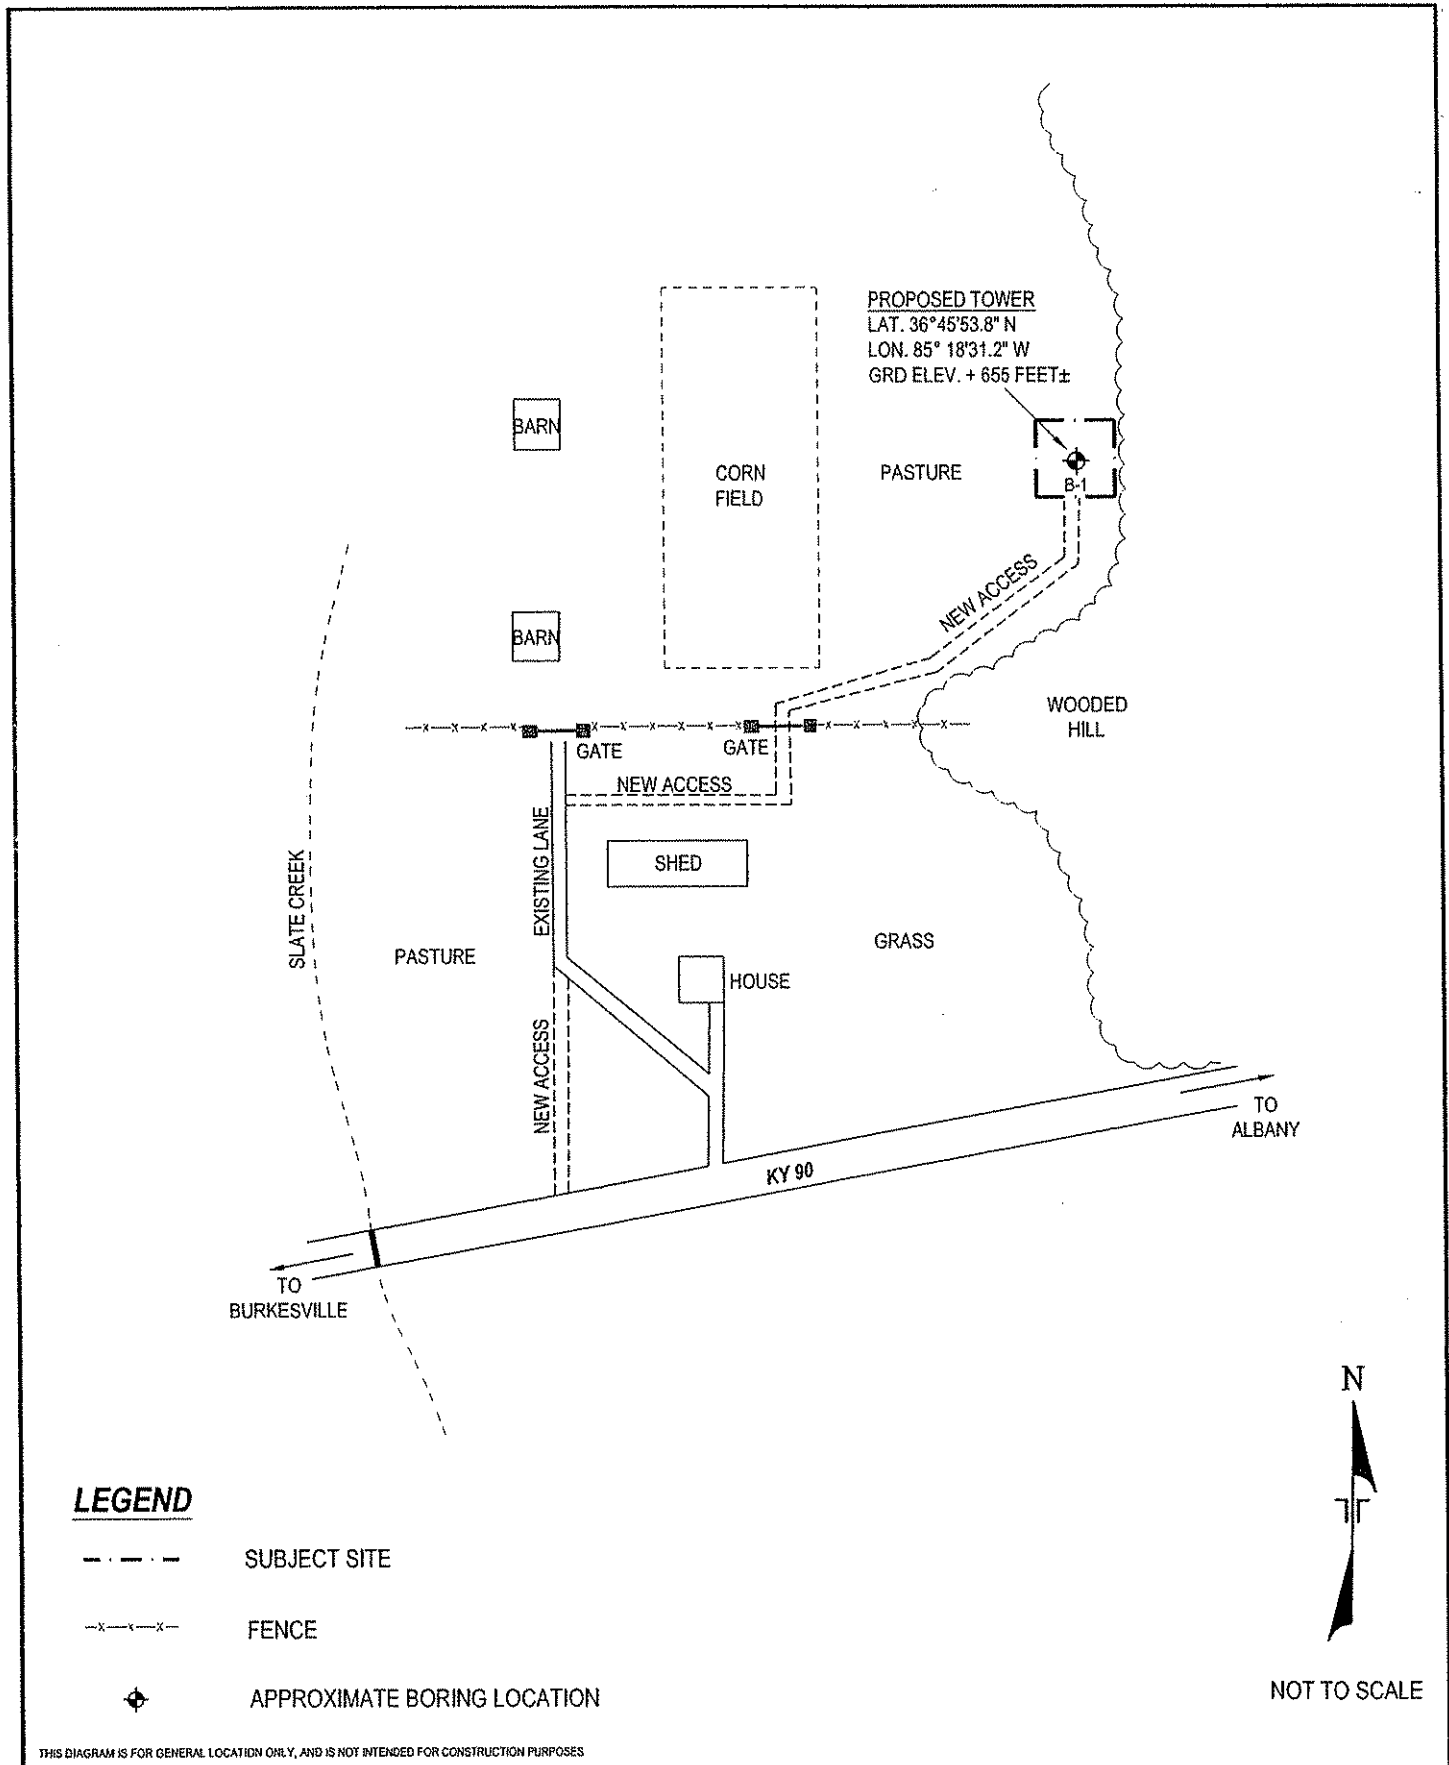 PROPOSED TOWER
LAT. 36°45'53.8" N
LON. 85° 18'31.2" W
GRD ELEV. + 655 FEET±
BARN
CORN
FIELD
PASTURE
B-1
NEW ACCESS
BARN
WOODED
HILL
GATE
GATE
NEW ACCESS
EXISTING LANE
SHED
SLATE CREEK
PASTURE
GRASS
HOUSE
NEW ACCESS
TO
ALBANY
KY 90
TO
BURKESVILLE
N
LEGEND
SUBJECT SITE
FENCE
APPROXIMATE BORING LOCATION
NOT TO SCALE
THIS DIAGRAM IS FOR GENERAL LOCATION ONLY, AND IS NOT INTENDED FOR CONSTRUCTION PURPOSES